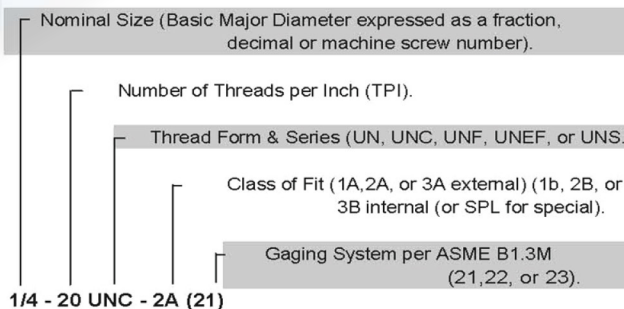 Nominal Size (Basic Major Diameter expressed as a fraction,
decimal or machine screw number).
Number of Threads per Inch (TPI).
Thread Form & Series (UN, UNC, UNF, UNEF, or UNS.
Class of Fit (1A,2A, or 3A external) (1b, 2B, or
3B internal (or SPL for special).
Gaging System per ASME B1.3M
(21,22, or 23).
1/4 - 20 UNC - 2A (21)